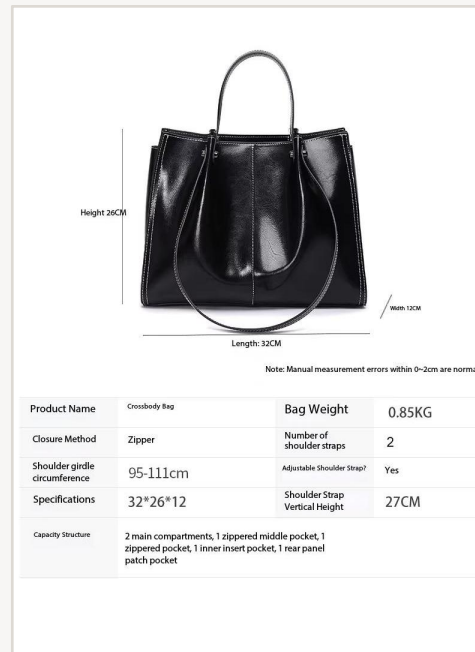 Height 26CM
Width 12CM
Length: 32CM
Note: Manual measurement errors within 0~2cm are norma
Product Name Crossbody Bag Bag Weight 0.85KG
Closure Method Zipper Number of shoulder straps 2
Shoulder girdle circumference 95-111cm Adjustable Shoulder Strap? Yes
Specifications 32*26*12 Shoulder Strap Vertical Height 27CM
Capacity Structure 2 main compartments, 1 zippered middle pocket, 1
zippered pocket, 1 inner insert pocket, 1 rear panel
patch pocket